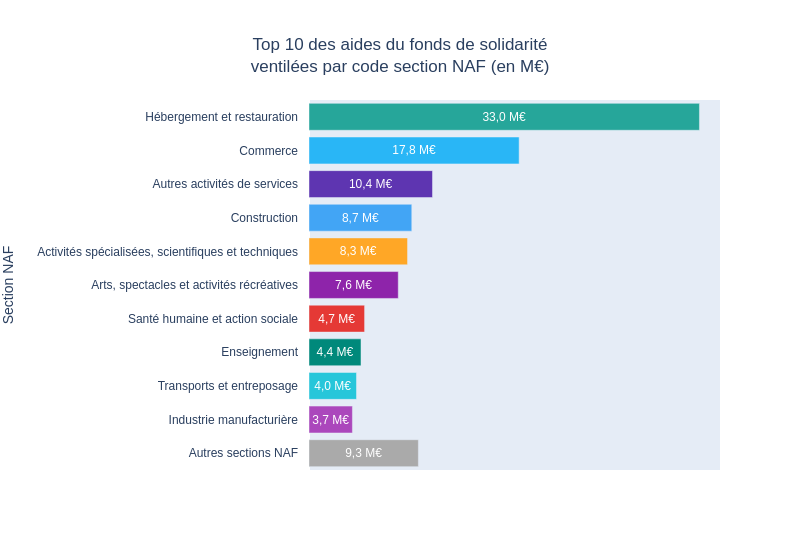 Top 10 des aides du fonds de solidarité
ventilées par code section NAF (en M€)
Section NAF
Hébergement et restauration 33,0 M€
Commerce 17,8 M€
Autres activités de services 10,4 M€
Construction 8,7 M€
Activités spécialisées, scientifiques et techniques 8,3 M€
Arts, spectacles et activités récréatives 7,6 M€
Santé humaine et action sociale 4,7 M€
Enseignement 4,4 M€
Transports et entreposage 4,0 M€
Industrie manufacturière 3,7 M€
Autres sections NAF 9,3 M€